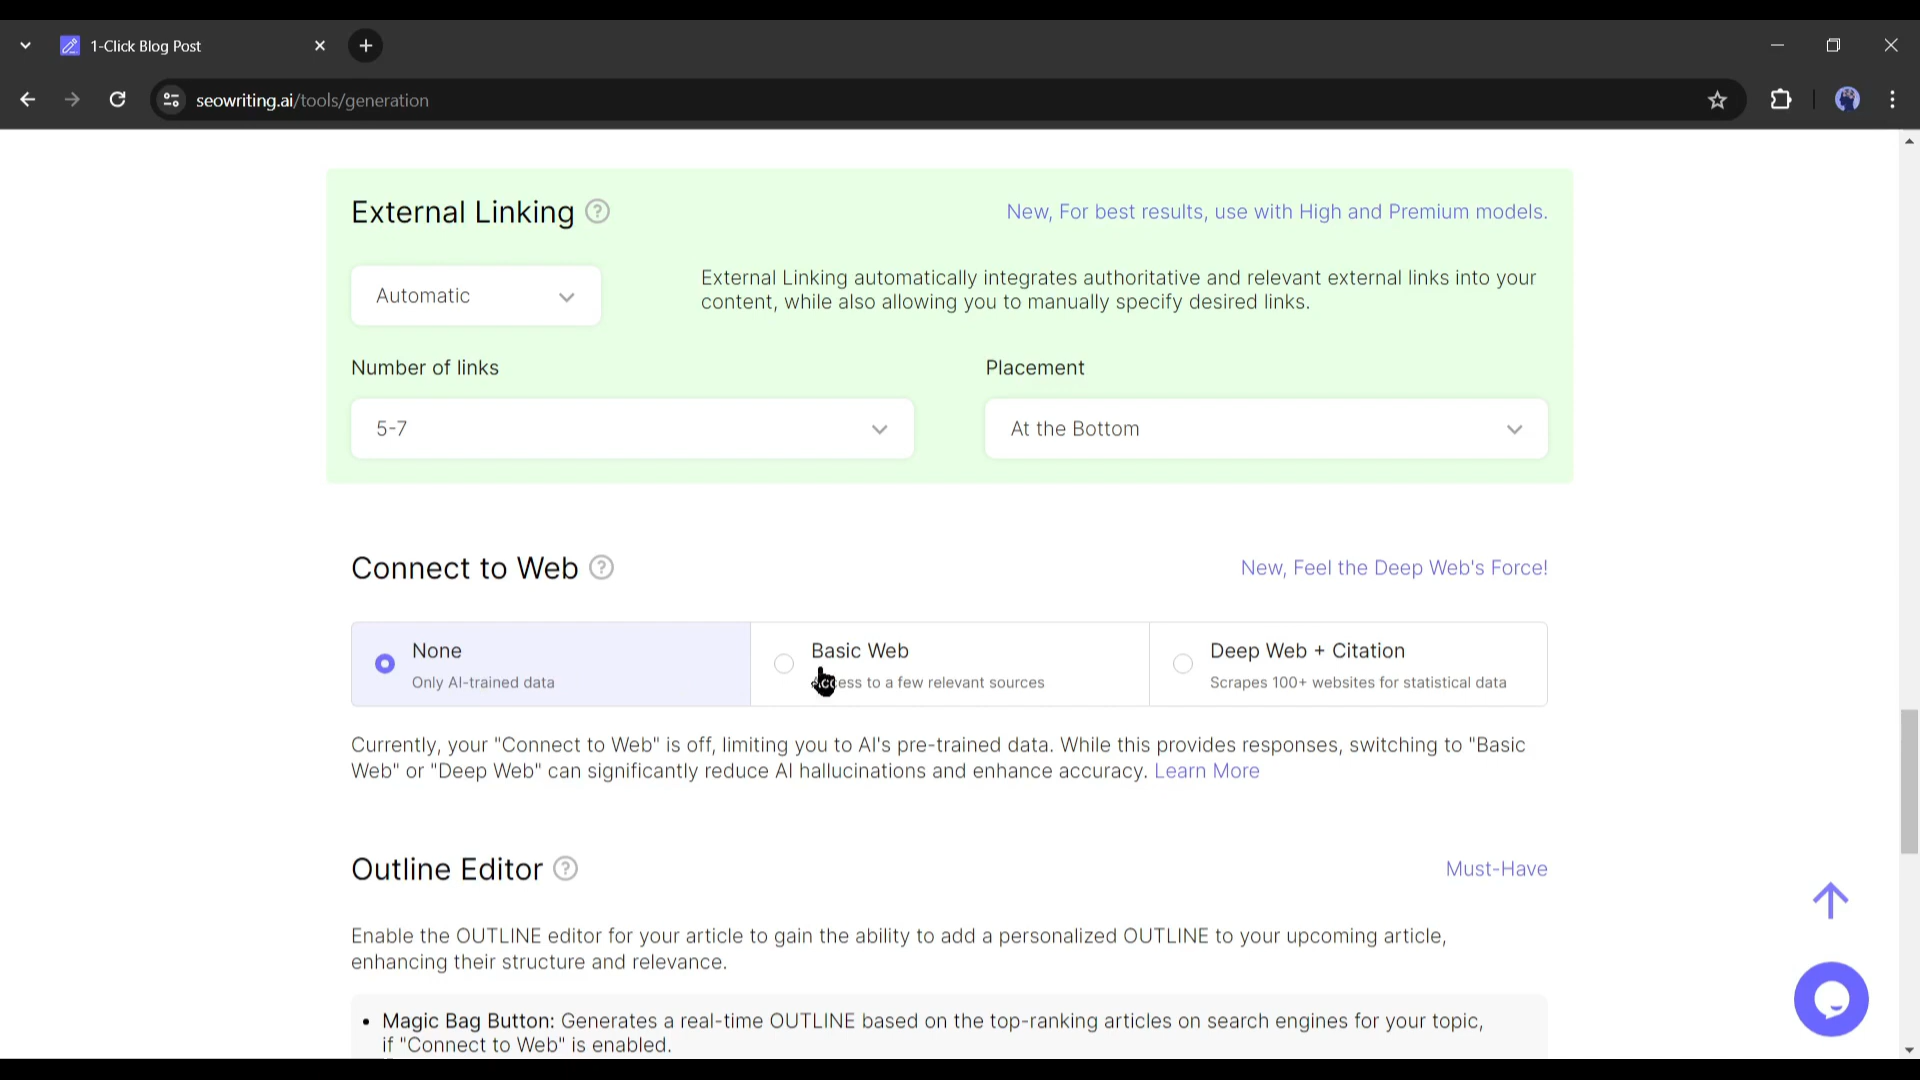 1-Click Blog Post
seowriting.ai/tools/generation
External Linking ?
New, For best results, use with High and Premium models.
Automatic
External Linking automatically integrates authoritative and relevant external links into your
content, while also allowing you to manually specify desired links.
Number of links
Placement
5-7
At the Bottom
Connect to Web ?
New, Feel the Deep Web's Force!
None
Only AI-trained data
Basic Web
Access to a few relevant sources
Deep Web + Citation
Scrapes 100+ websites for statistical data
Currently, your "Connect to Web" is off, limiting you to AI's pre-trained data. While this provides responses, switching to "Basic
Web" or "Deep Web" can significantly reduce AI hallucinations and enhance accuracy. Learn More
Outline Editor ?
Must-Have
Enable the OUTLINE editor for your article to gain the ability to add a personalized OUTLINE to your upcoming article,
enhancing their structure and relevance.
• Magic Bag Button: Generates a real-time OUTLINE based on the top-ranking articles on search engines for your topic,
if "Connect to Web" is enabled.